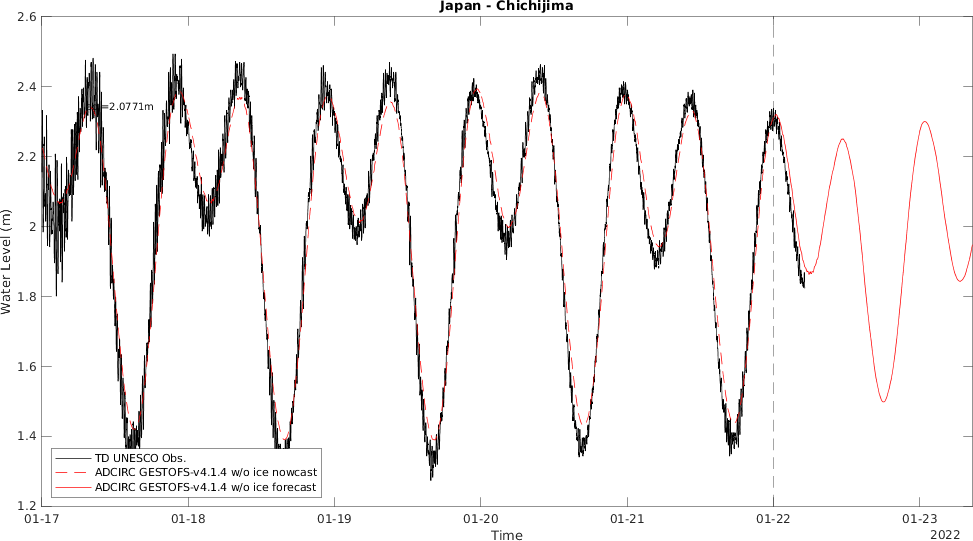 Japan - Chichijima
2.6
2.4
2.2
2
1.8
1.6
1.4
1.2
Water Level (m)
=2.0771m
TD UNESCO Obs.
ADCIRC GESTOFS-v4.1.4 w/o ice nowcast
ADCIRC GESTOFS-v4.1.4 w/o ice forecast
01-17 01-18 01-19 01-20 01-21 01-22 01-23
Time
2022